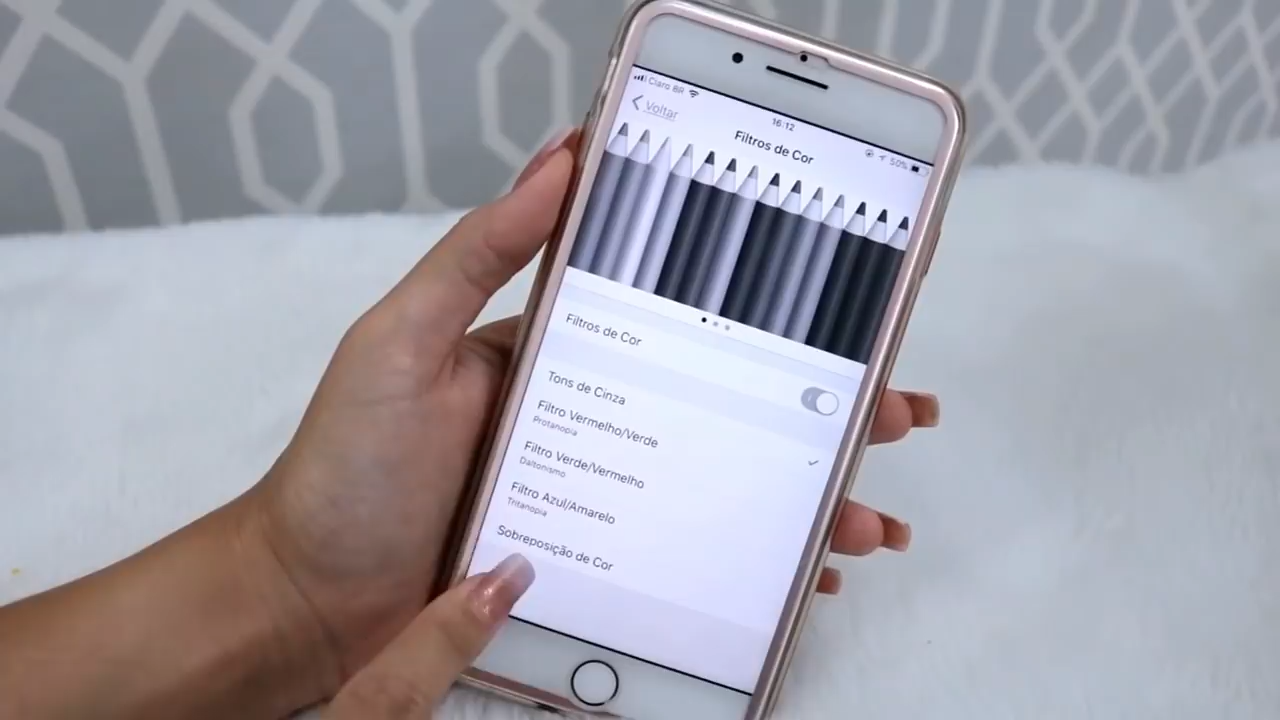 Claro BR
16:12
50%
Voltar
Filtros de Cor
Filtros de Cor
Tons de Cinza
Filtro Vermelho/Verde
Protanopia
Filtro Verde/Vermelho
Daltonismo
Filtro Azul/Amarelo
Tritanopia
Sobreposição de Cor